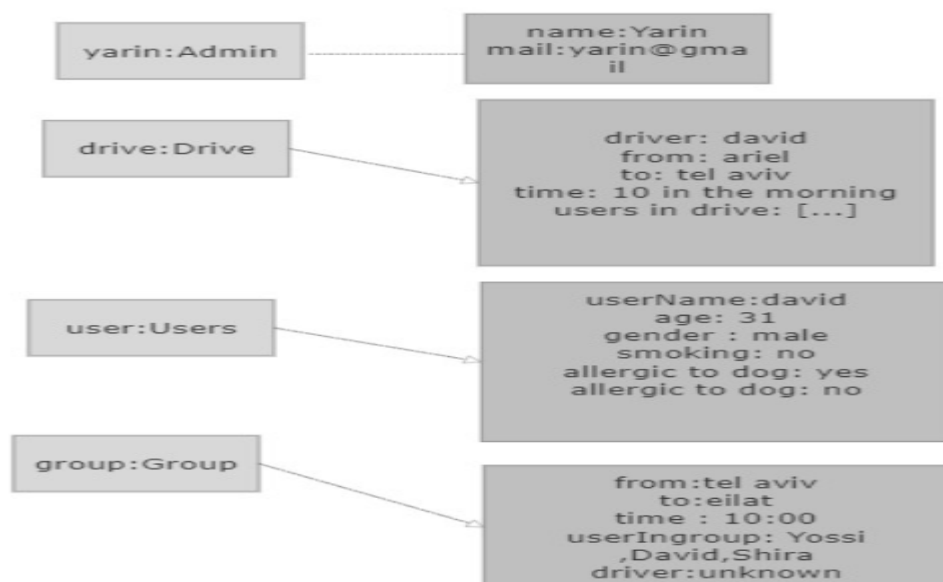 yarin:Admin
name:Yarin
mail:yarin@gma
il
drive:Drive
driver: david
from: ariel
to: tel aviv
time: 10 in the morning
users in drive: [...]
user:Users
userName:david
age: 31
gender : male
smoking: no
allergic to dog: yes
allergic to dog: no
group:Group
from:tel aviv
to:eilat
time : 10:00
userIngroup: Yossi
,David,Shira
driver:unknown